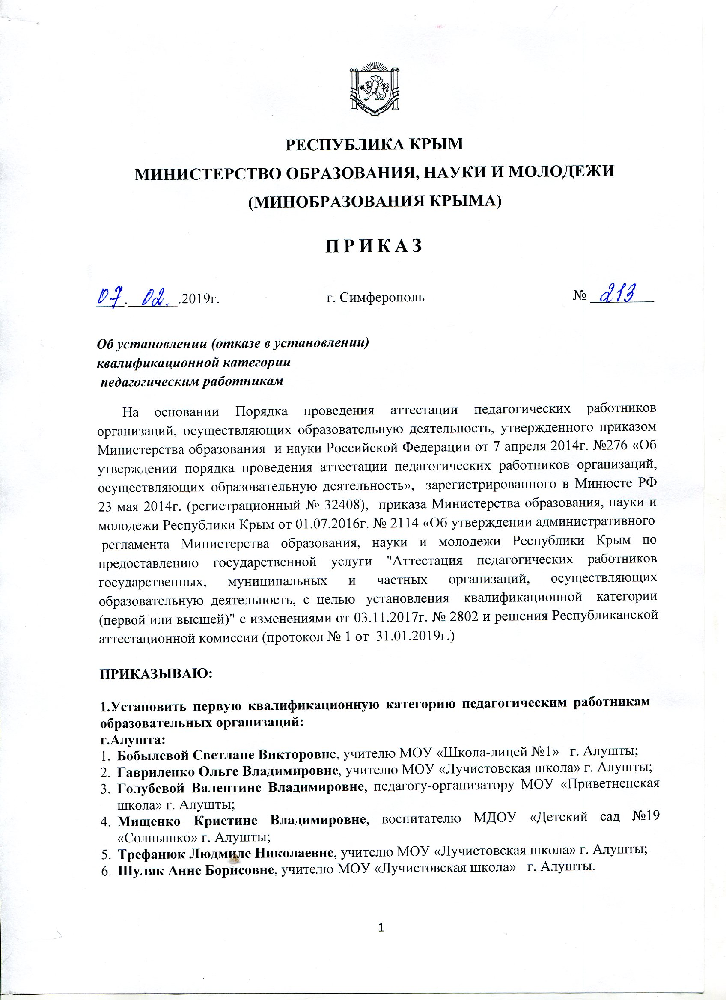 РЕСПУБЛИКА КРЫМ
МИНИСТЕРСТВО ОБРАЗОВАНИЯ, НАУКИ И МОЛОДЕЖИ
(МИНОБРАЗОВАНИЯ КРЫМА)
П Р И К А З
07.02.2019г. г. Симферополь № 213
Об установлении (отказе в установлении)
квалификационной категории
педагогическим работникам
На основании Порядка проведения аттестации педагогических работников
организаций, осуществляющих образовательную деятельность, утвержденного приказом
Министерства образования и науки Российской Федерации от 7 апреля 2014г. №276 «Об
утверждении порядка проведения аттестации педагогических работников организаций,
осуществляющих образовательную деятельность», зарегистрированного в Минюсте РФ
23 мая 2014г. (регистрационный № 32408), приказа Министерства образования, науки и
молодежи Республики Крым от 01.07.2016г. № 2114 «Об утверждении административного
регламента Министерства образования, науки и молодежи Республики Крым по
предоставлению государственной услуги "Аттестация педагогических работников
государственных, муниципальных и частных организаций, осуществляющих
образовательную деятельность, с целью установления квалификационной категории
(первой или высшей)" с изменениями от 03.11.2017г. № 2802 и решения Республиканской
аттестационной комиссии (протокол № 1 от 31.01.2019г.)
ПРИКАЗЫВАЮ:
1.Установить первую квалификационную категорию педагогическим работникам
образовательных организаций:
г.Алушта:
1. Бобылевой Светлане Викторовне, учителю МОУ «Школа-лицей №1» г. Алушты;
2. Гавриленко Ольге Владимировне, учителю МОУ «Лучистовская школа» г. Алушты;
3. Голубевой Валентине Владимировне, педагогу-организатору МОУ «Приветненская
школа» г. Алушты;
4. Мищенко Кристине Владимировне, воспитателю МДОУ «Детский сад №19
«Солнышко» г. Алушты;
5. Трефанюк Людмиле Николаевне, учителю МОУ «Лучистовская школа» г. Алушты;
6. Шуляк Анне Борисовне, учителю МОУ «Лучистовская школа» г. Алушты.
1